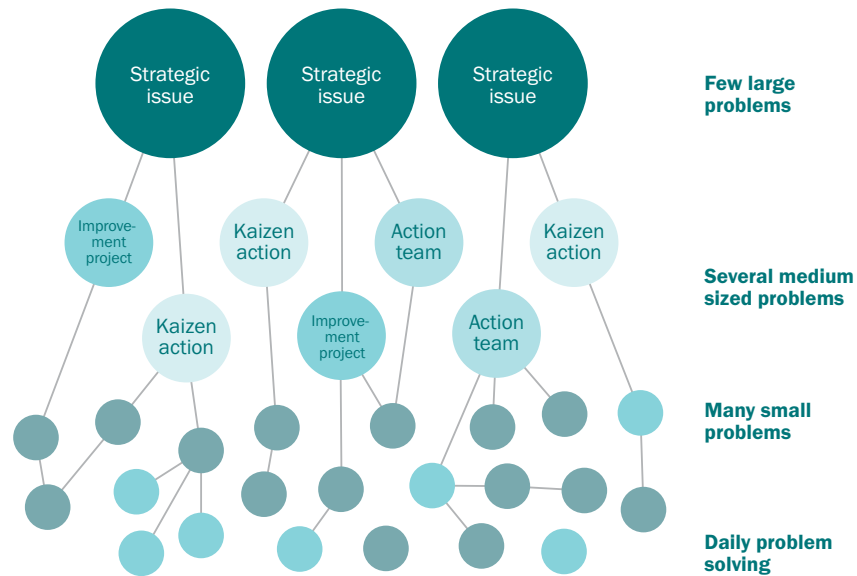 Strategic
issue
Strategic
issue
Strategic
issue
Few large
problems
Improve-
ment
project
Kaizen
action
Action
team
Kaizen
action
Several medium
sized problems
Kaizen
action
Improve-
ment
project
Action
team
Many small
problems
Daily problem
solving